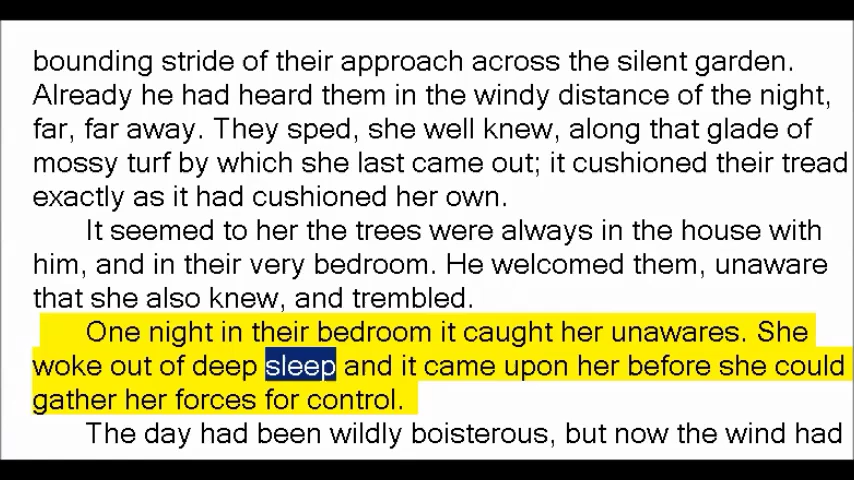 bounding stride of their approach across the silent garden.
Already he had heard them in the windy distance of the night,
far, far away. They sped, she well knew, along that glade of
mossy turf by which she last came out; it cushioned their tread
exactly as it had cushioned her own.
It seemed to her the trees were always in the house with
him, and in their very bedroom. He welcomed them, unaware
that she also knew, and trembled.
One night in their bedroom it caught her unawares. She
woke out of deep sleep and it came upon her before she could
gather her forces for control.
The day had been wildly boisterous, but now the wind had